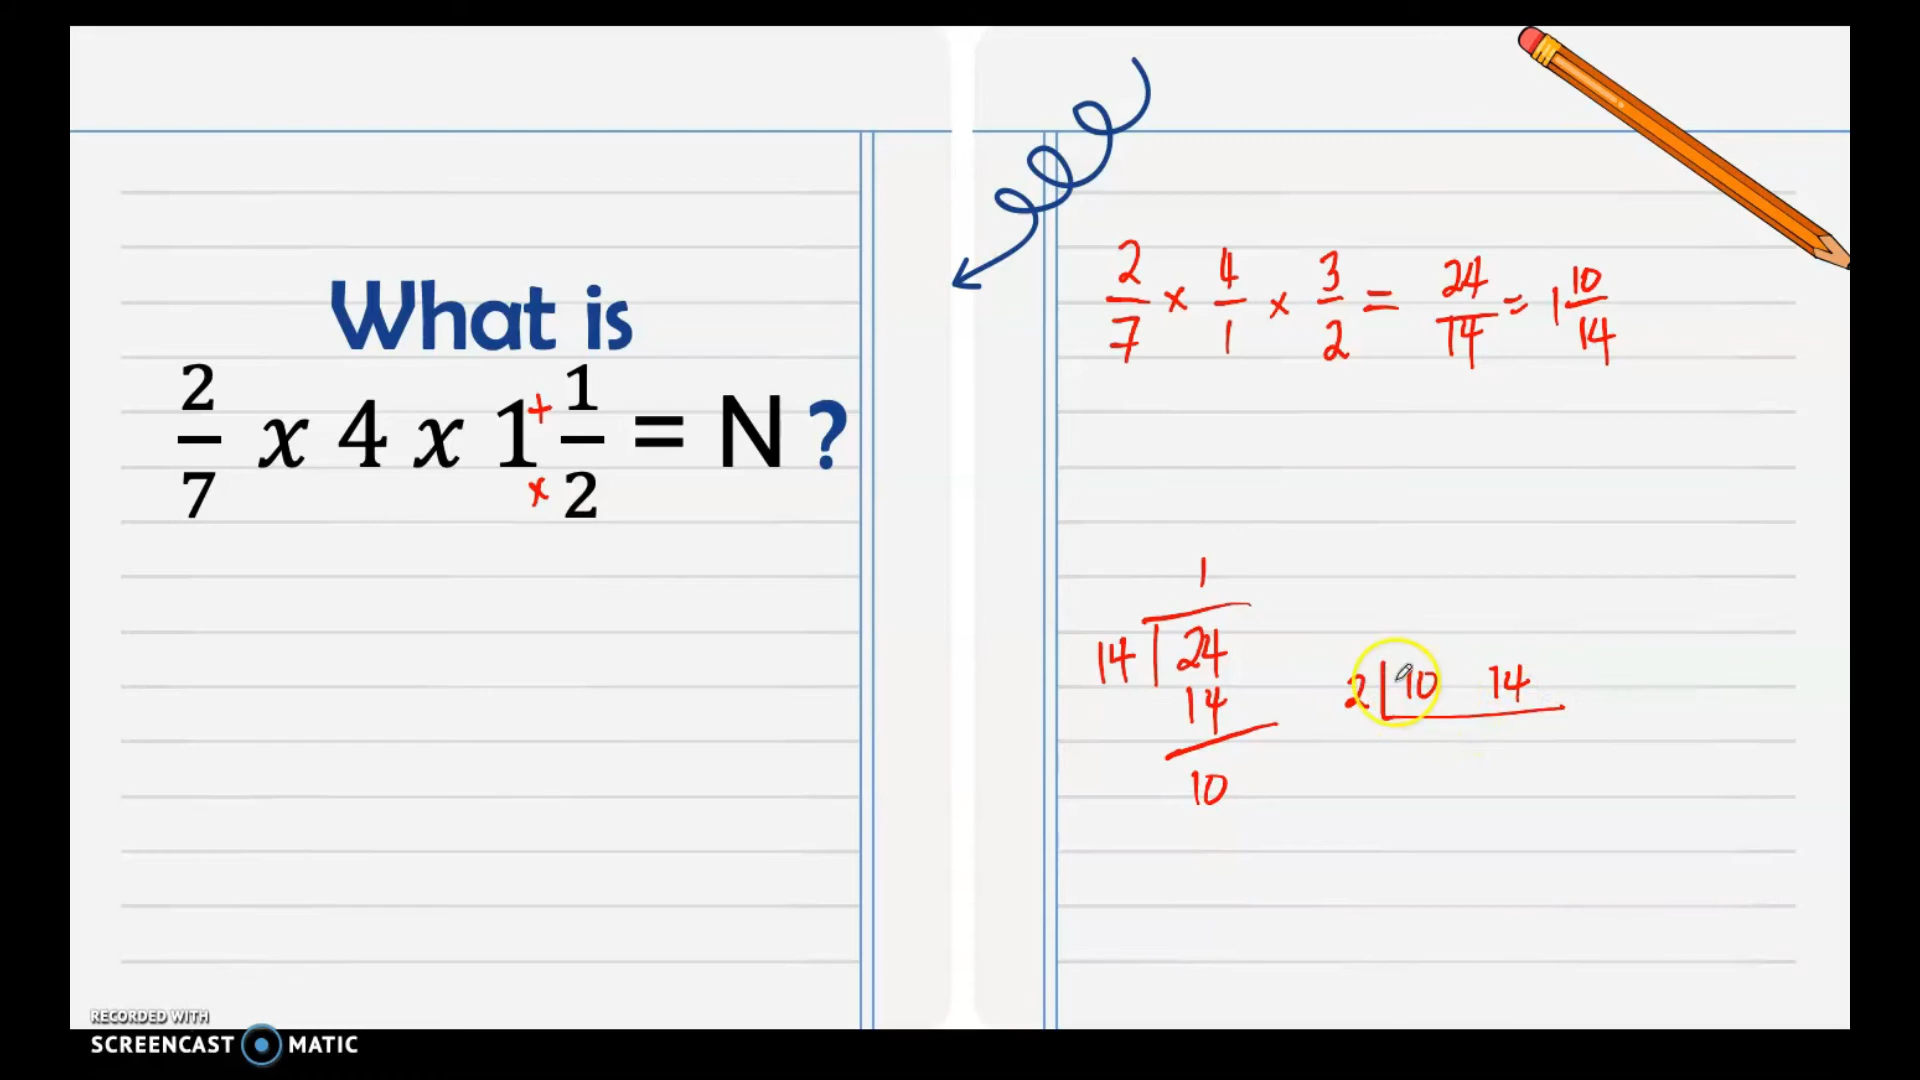 What is
2/7 x 4 x 1 + x 1/2 = N ?
2/7 x 4/1 x 3/2 = 24/14 = 1 10/14
1
14 24
14
10
2 10 14
RECORDED WITH
SCREENCAST MATIC